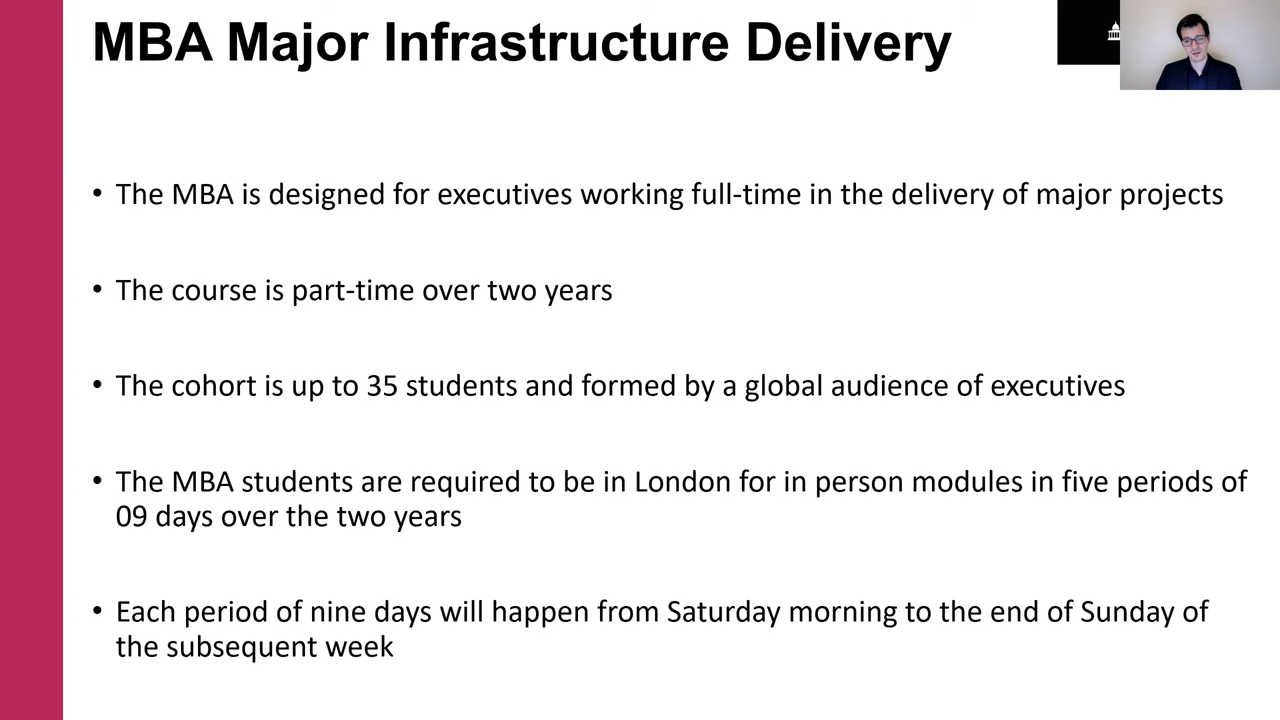 MBA Major Infrastructure Delivery
• The MBA is designed for executives working full-time in the delivery of major projects
• The course is part-time over two years
• The cohort is up to 35 students and formed by a global audience of executives
• The MBA students are required to be in London for in person modules in five periods of
09 days over the two years
• Each period of nine days will happen from Saturday morning to the end of Sunday of
the subsequent week